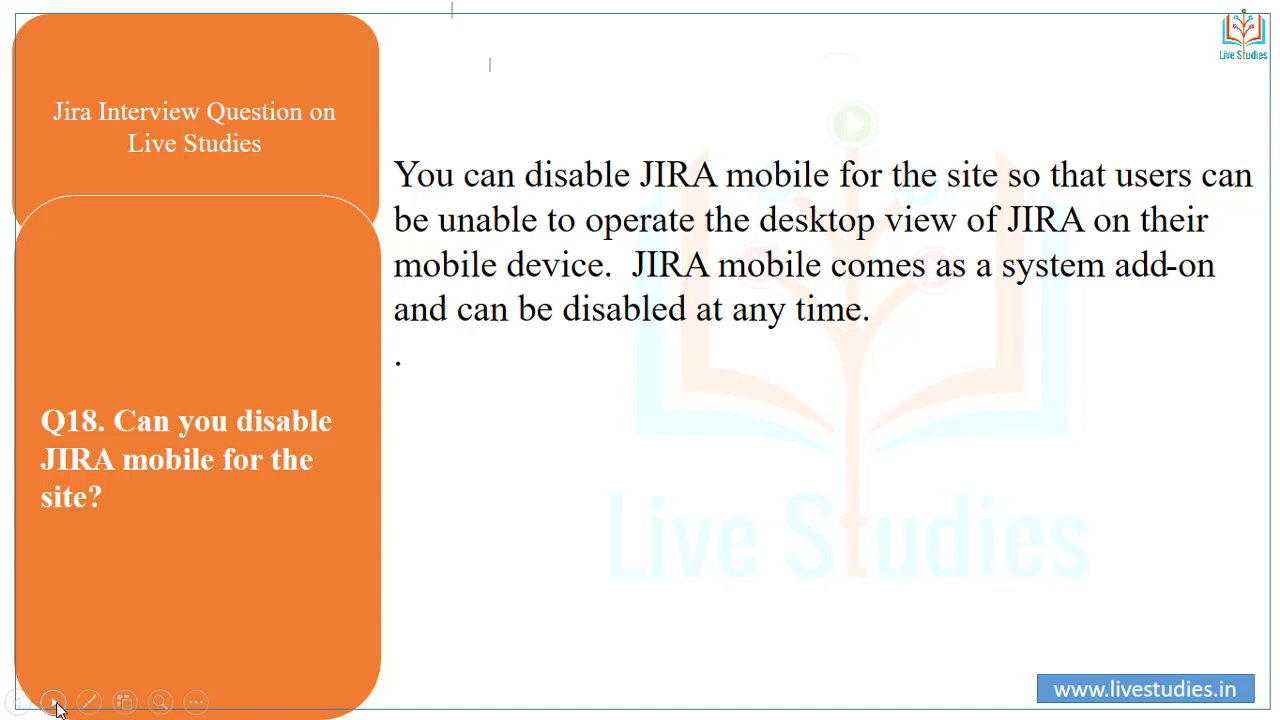 Live Studies
Jira Interview Question on
Live Studies
You can disable JIRA mobile for the site so that users can
be unable to operate the desktop view of JIRA on their
mobile device.  JIRA mobile comes as a system add-on
and can be disabled at any time.
.
Q18. Can you disable
JIRA mobile for the
site?
Live Studies
www.livestudies.in